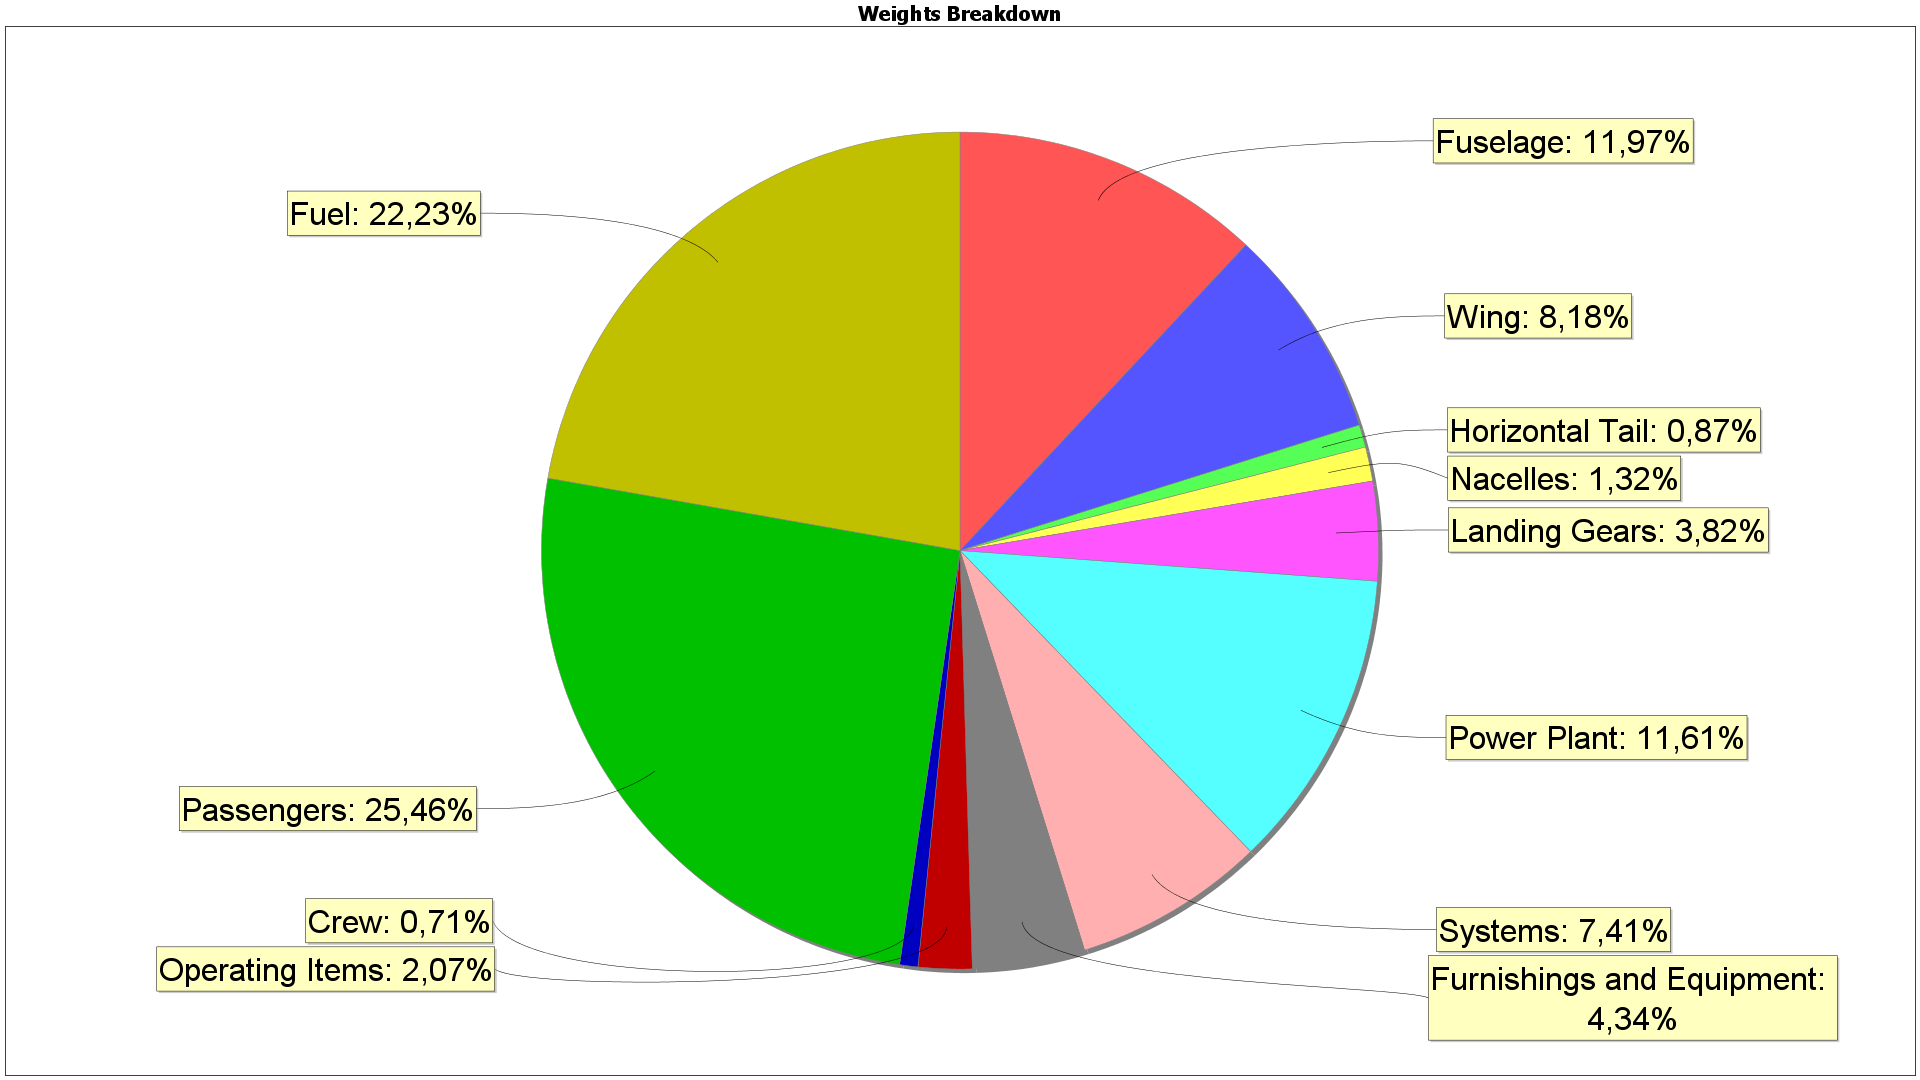 Weights Breakdown
Fuselage: 11,97%
Fuel: 22,23%
Wing: 8,18%
Horizontal Tail: 0,87%
Nacelles: 1,32%
Landing Gears: 3,82%
Power Plant: 11,61%
Passengers: 25,46%
Crew: 0,71%
Systems: 7,41%
Operating Items: 2,07%
Furnishings and Equipment:
4,34%